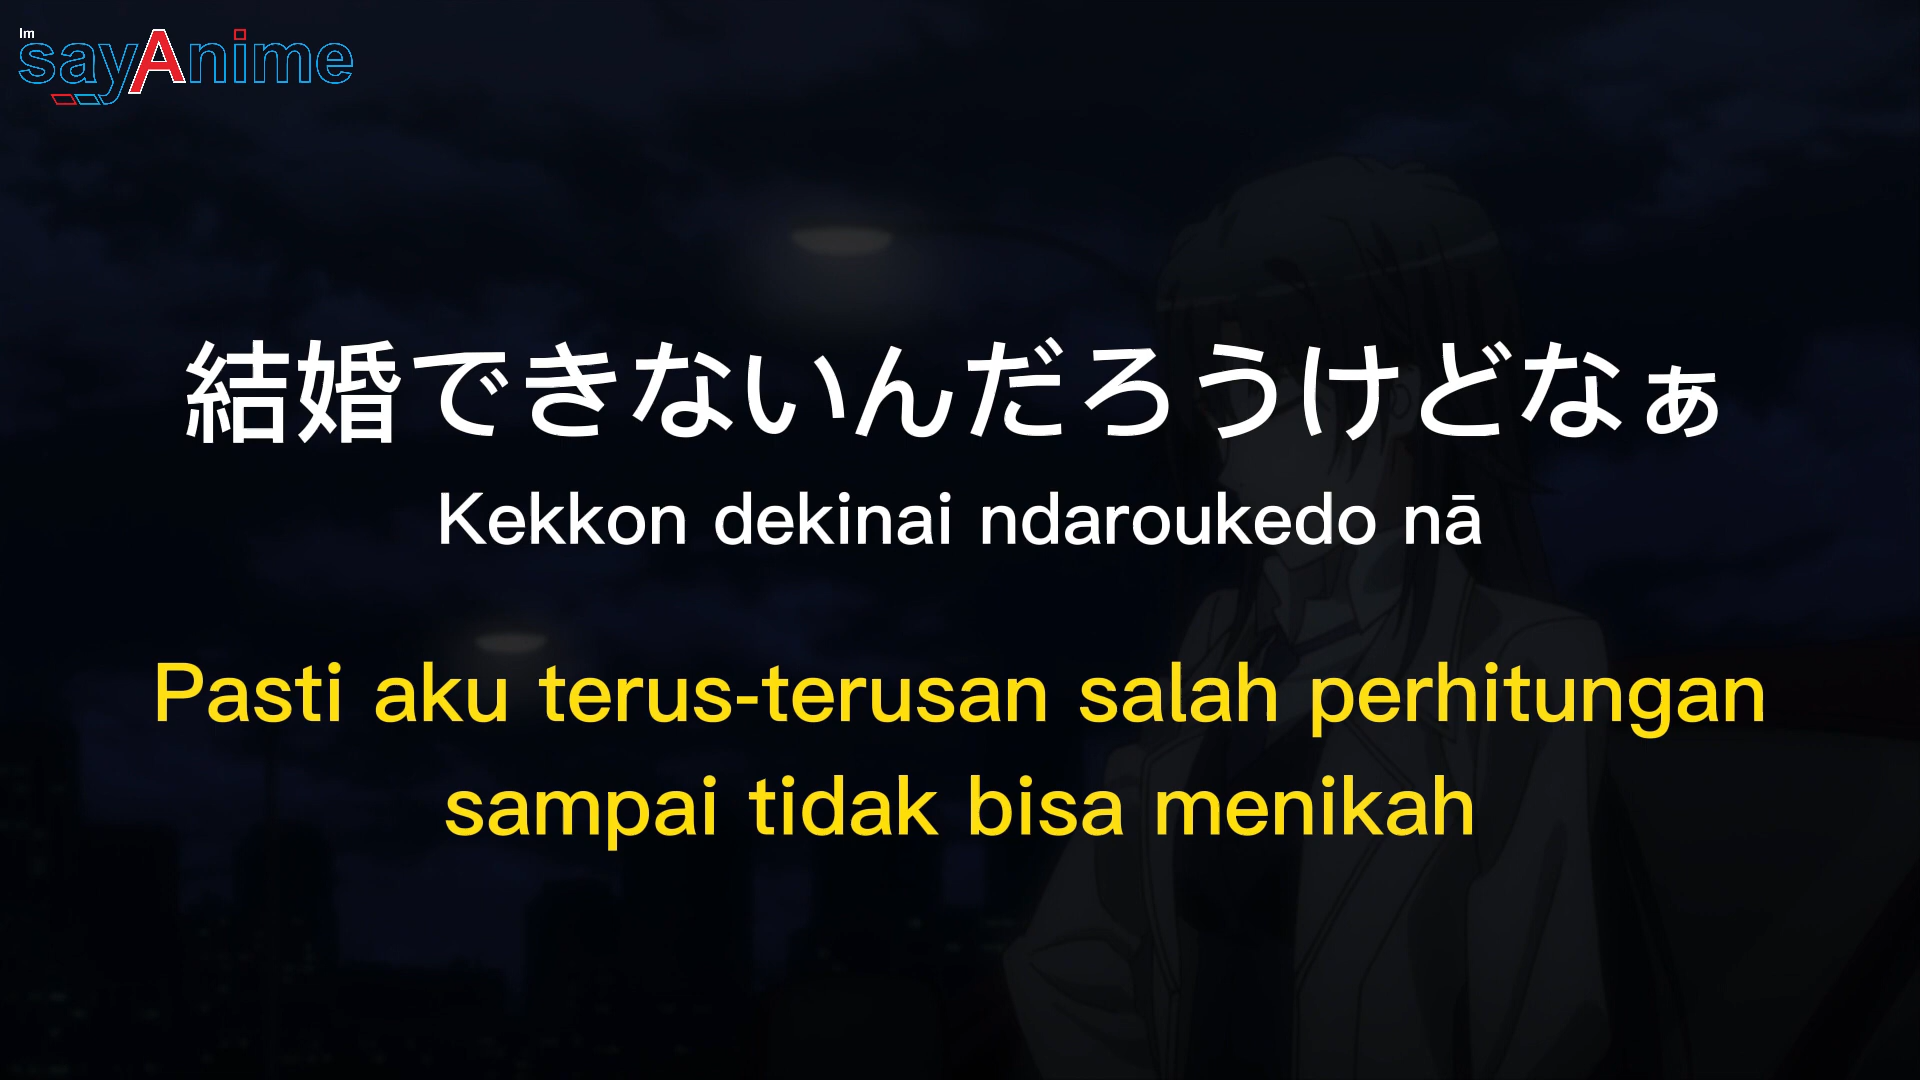 Im
sayAnime
結婚できないんだろうけどなぁ
Kekkon dekinai ndaroukedo nā
Pasti aku terus-terusan salah perhitungan
sampai tidak bisa menikah